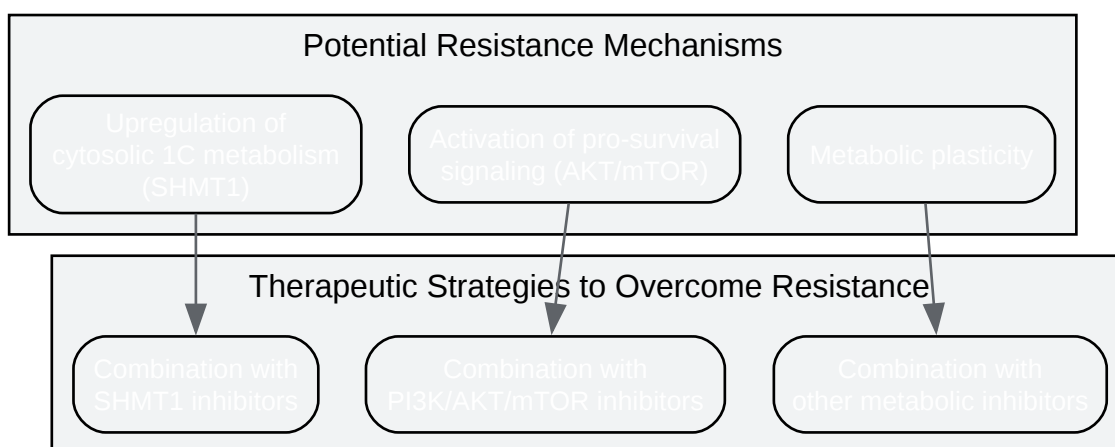 Potential Resistance Mechanisms
Upregulation of
cytosolic 1C metabolism
(SHMT1)
Activation of pro-survival
signaling (AKT/mTOR)
Metabolic plasticity
Therapeutic Strategies to Overcome Resistance
Combination with
SHMT1 inhibitors
Combination with
PI3K/AKT/mTOR inhibitors
Combination with
other metabolic inhibitors